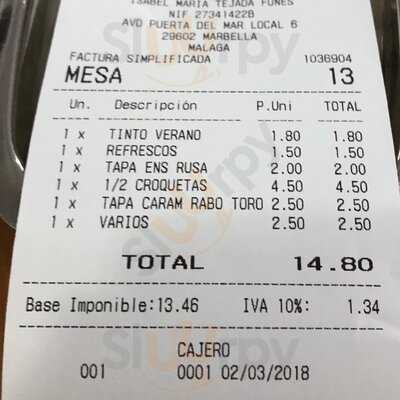 ISABEL MARIA TEJADA FUNES
NIF 27341422B
AVD PUERTA DEL MAR LOCAL 6
29602 MARBELLA
MALAGA
FACTURA SIMPLIFICADA 1036904
MESA 13
Un. Descripción P.Uni TOTAL
1 x TINTO VERANO 1.80 1.80
1 x REFRESCOS 1.50 1.50
1 x TAPA ENS RUSA 2.00 2.00
1 x 1/2 CROQUETAS 4.50 4.50
1 x TAPA CARAM RABO TORO 2.50 2.50
1 x VARIOS 2.50 2.50
TOTAL 14.80
Base Imponible:13.46 IVA 10%: 1.34
CAJERO
001 0001 02/03/2018
Sluurpy
Sluurpy
Sluurpy